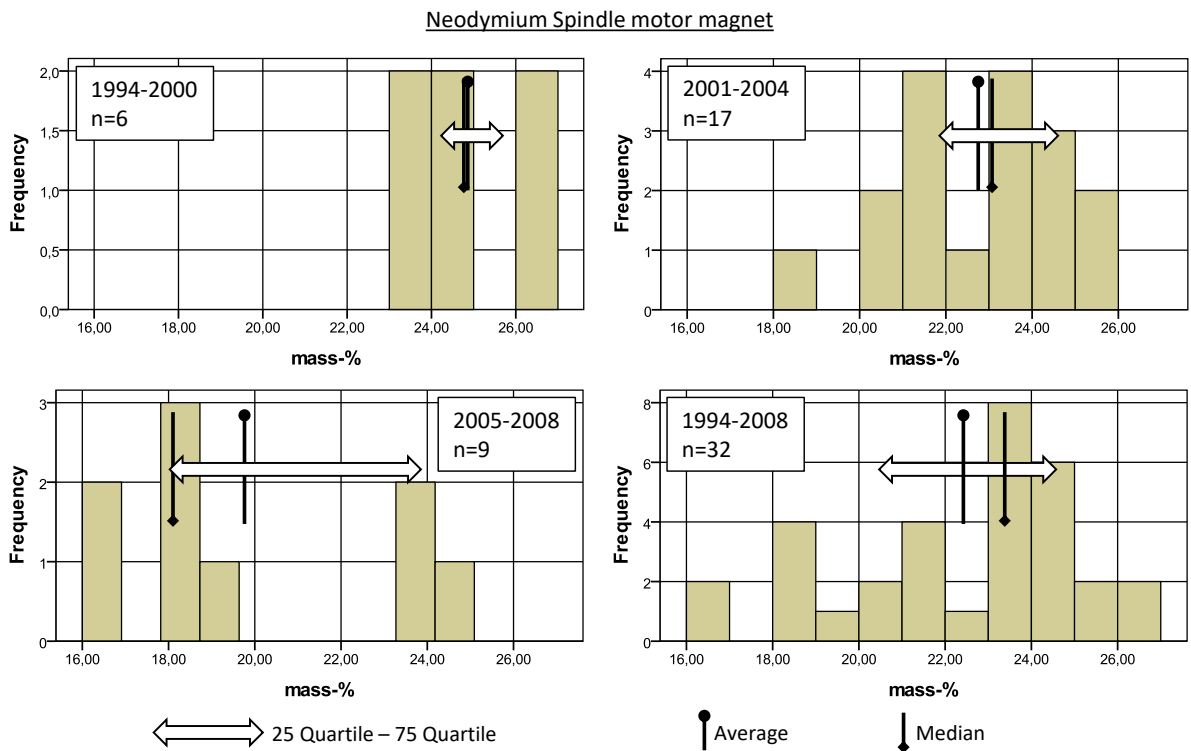 Neodymium Spindle motor magnet
1994-2000
n=6
Frequency
2,0
1,5
1,0
0,5
0,0
16,00 18,00 20,00 22,00 24,00 26,00
mass-%
2001-2004
n=17
Frequency
4
3
2
1
0
16,00 18,00 20,00 22,00 24,00 26,00
mass-%
2005-2008
n=9
Frequency
3
2
1
0
16,00 18,00 20,00 22,00 24,00 26,00
mass-%
1994-2008
n=32
Frequency
8
6
4
2
0
16,00 18,00 20,00 22,00 24,00 26,00
mass-%
25 Quartile – 75 Quartile
Average
Median